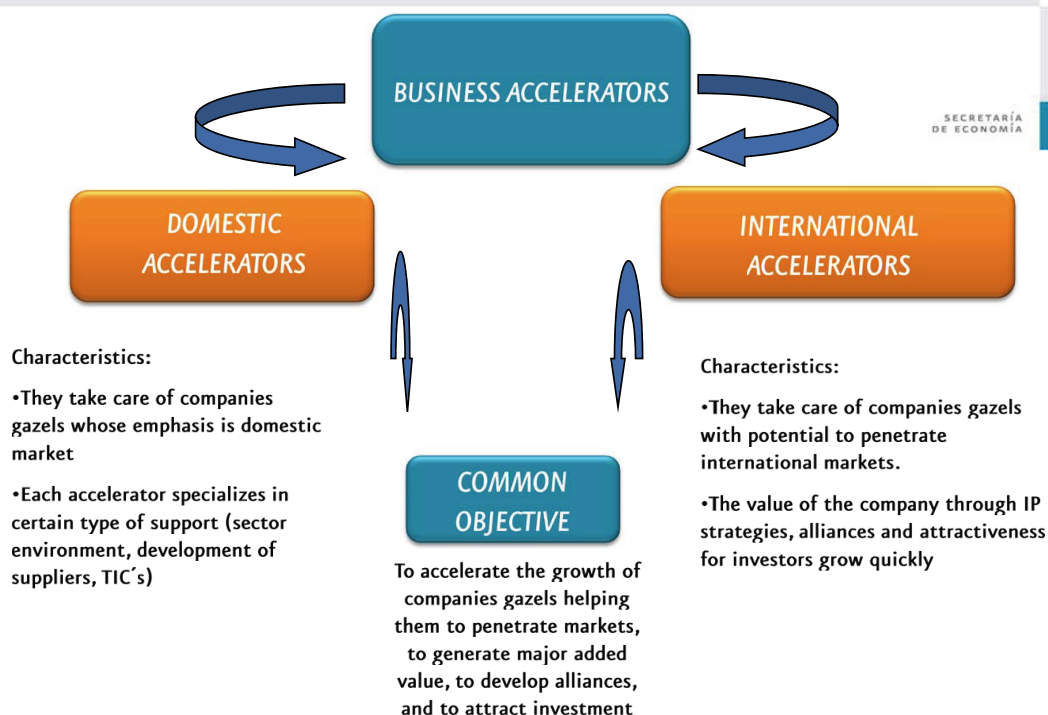 BUSINESS ACCELERATORS
SECRETARÍA
DE ECONOMÍA
DOMESTIC
ACCELERATORS
INTERNATIONAL
ACCELERATORS
Characteristics:
•They take care of companies
gazels whose emphasis is domestic
market
•Each accelerator specializes in
certain type of support (sector
environment, development of
suppliers, TIC´s)
COMMON
OBJECTIVE
To accelerate the growth of
companies gazels helping
them to penetrate markets,
to generate major added
value, to develop alliances,
and to attract investment
Characteristics:
•They take care of companies gazels
with potential to penetrate
international markets.
•The value of the company through IP
strategies, alliances and attractiveness
for investors grow quickly